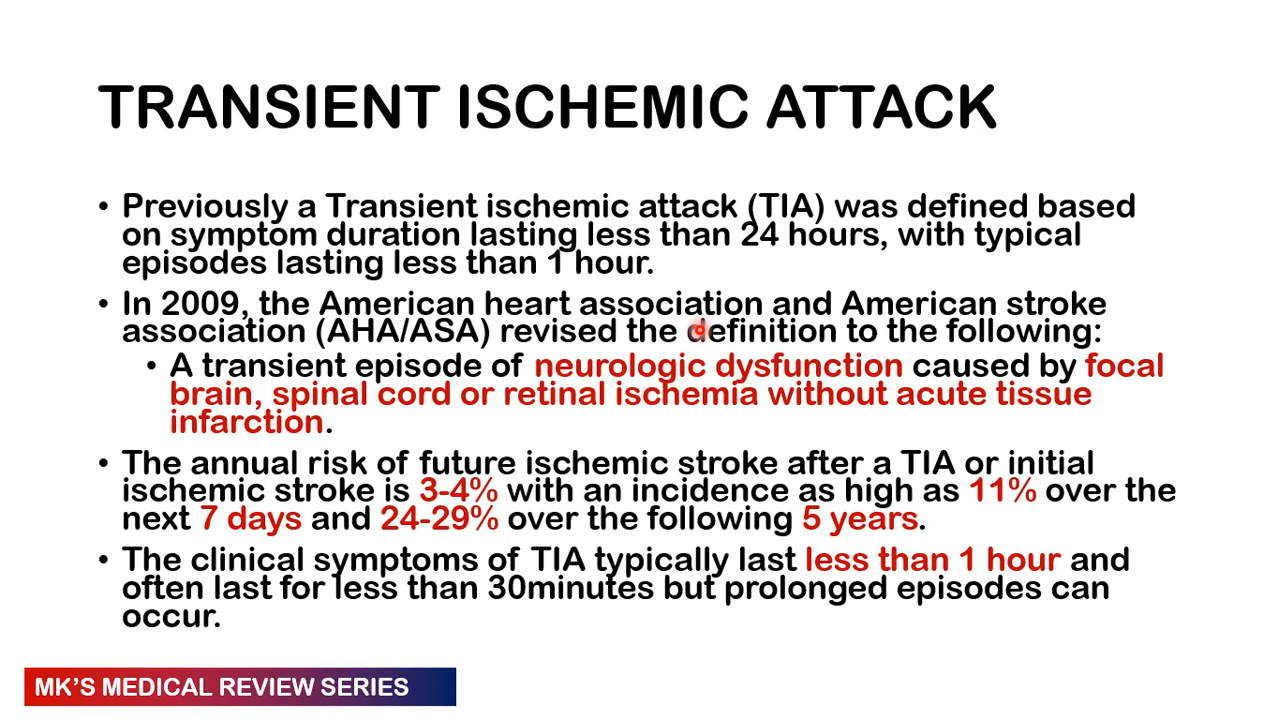 TRANSIENT ISCHEMIC ATTACK
• Previously a Transient ischemic attack (TIA) was defined based
on symptom duration lasting less than 24 hours, with typical
episodes lasting less than 1 hour.
• In 2009, the American heart association and American stroke
association (AHA/ASA) revised the definition to the following:
• A transient episode of neurologic dysfunction caused by focal
brain, spinal cord or retinal ischemia without acute tissue
infarction.
• The annual risk of future ischemic stroke after a TIA or initial
ischemic stroke is 3-4% with an incidence as high as 11% over the
next 7 days and 24-29% over the following 5 years.
• The clinical symptoms of TIA typically last less than 1 hour and
often last for less than 30minutes but prolonged episodes can
occur.
MK'S MEDICAL REVIEW SERIES